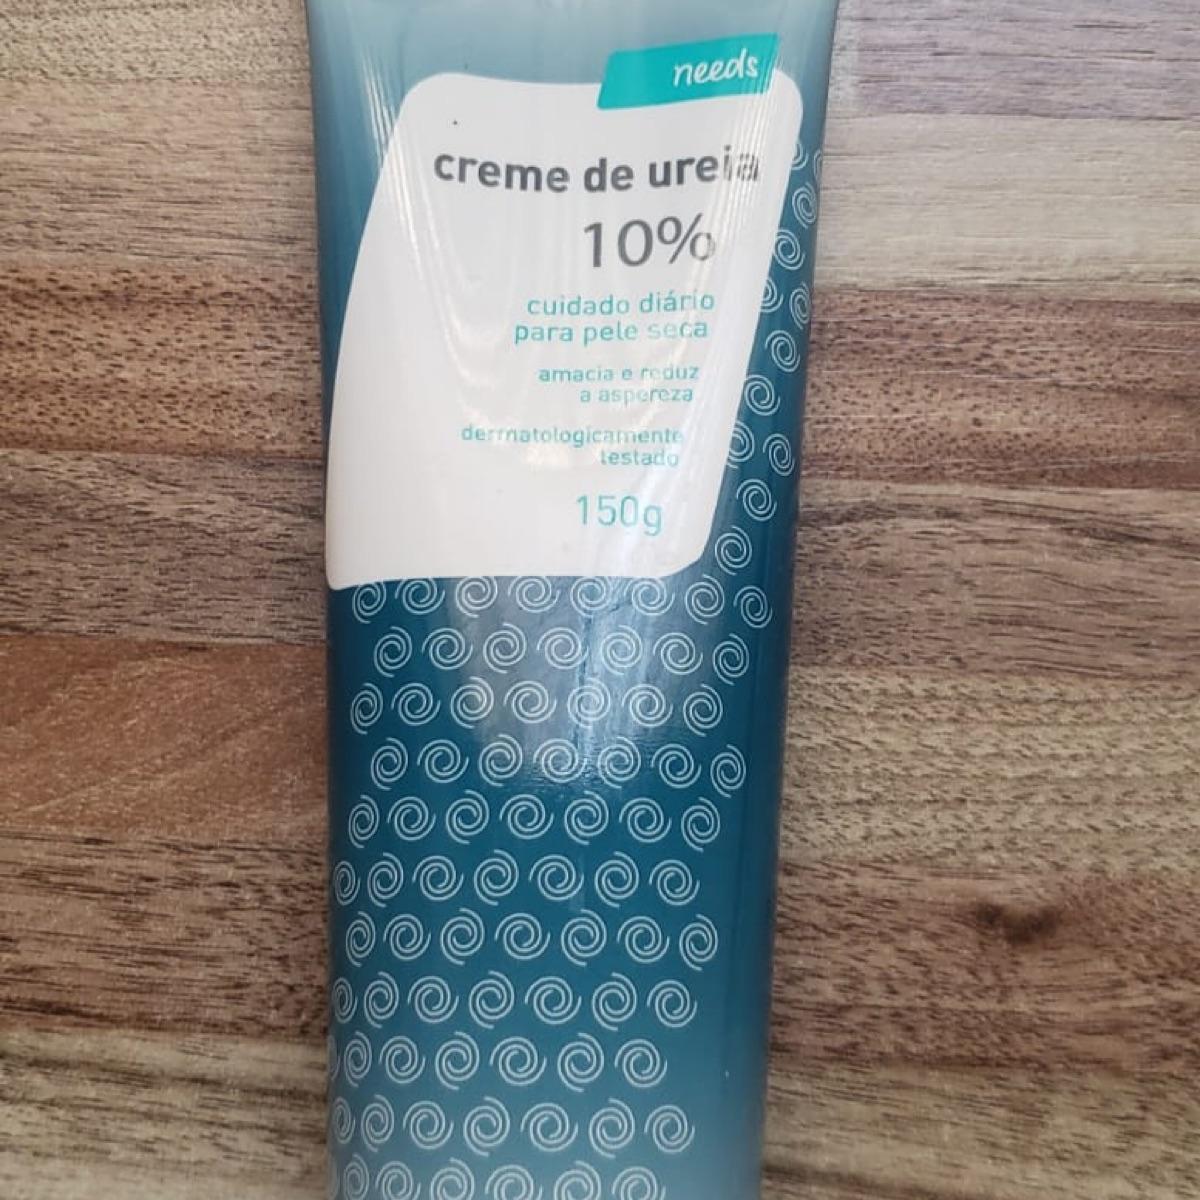 needs
creme de ureia
10%
cuidado diário
para pele seca
amacia e reduz
a aspereza
dermatologicamente
testado
150g